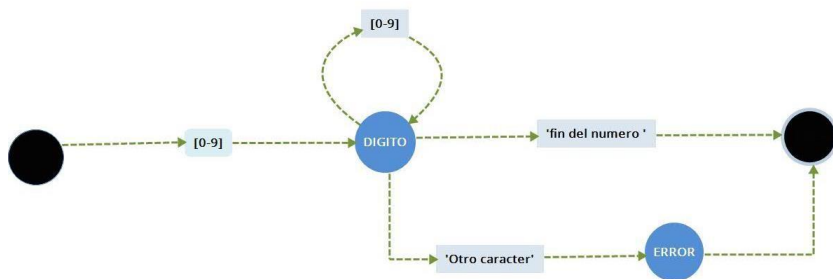 [0-9]
[0-9]
DIGITO
'fin del numero '
'Otro caracter'
ERROR